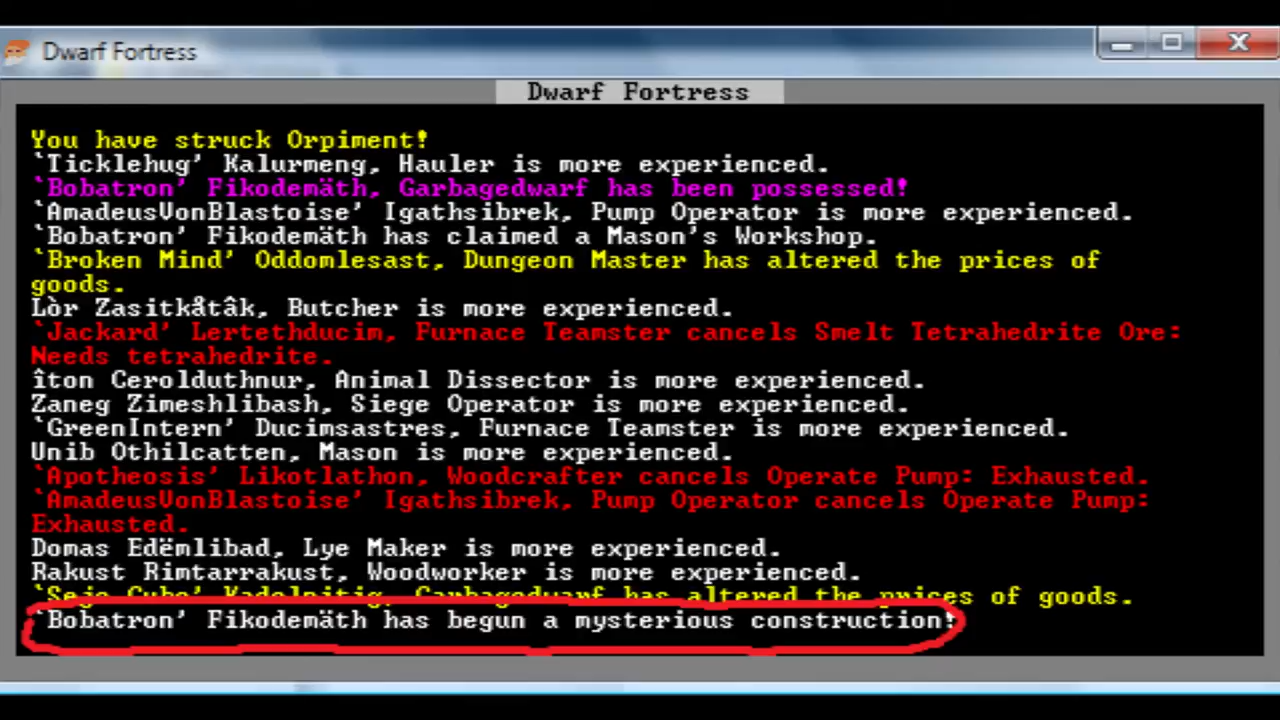 Dwarf Fortress
Dwarf Fortress
You have struck Orpiment!
`Ticklehug' Kalurmeng, Hauler is more experienced.
`Bobatron' Fikodemäth, Garbagedwarf has been possessed!
`AmadeusVonBlastoise' Igathsibrek, Pump Operator is more experienced.
`Bobatron' Fikodemäth has claimed a Mason's Workshop.
`Broken Mind' Oddomlesast, Dungeon Master has altered the prices of
goods.
Lòr Zasitkåtâk, Butcher is more experienced.
`Jackard' Lertethducim, Furnace Teamster cancels Smelt Tetrahedrite Ore:
Needs tetrahedrite.
îton Cerolduthnur, Animal Dissector is more experienced.
Zaneg Zimeshlibash, Siege Operator is more experienced.
`GreenIntern' Ducimsastres, Furnace Teamster is more experienced.
Unib Othilcatten, Mason is more experienced.
`Apotheosis' Likotlathon, Woodcrafter cancels Operate Pump: Exhausted.
`AmadeusVonBlastoise' Igathsibrek, Pump Operator cancels Operate Pump:
Exhausted.
Domas Edëmlibad, Lye Maker is more experienced.
Rakust Rimtarrakust, Woodworker is more experienced.
Garbagedwarf has altered the prices of goods.
`Bobatron' Fikodemäth has begun a mysterious construction!